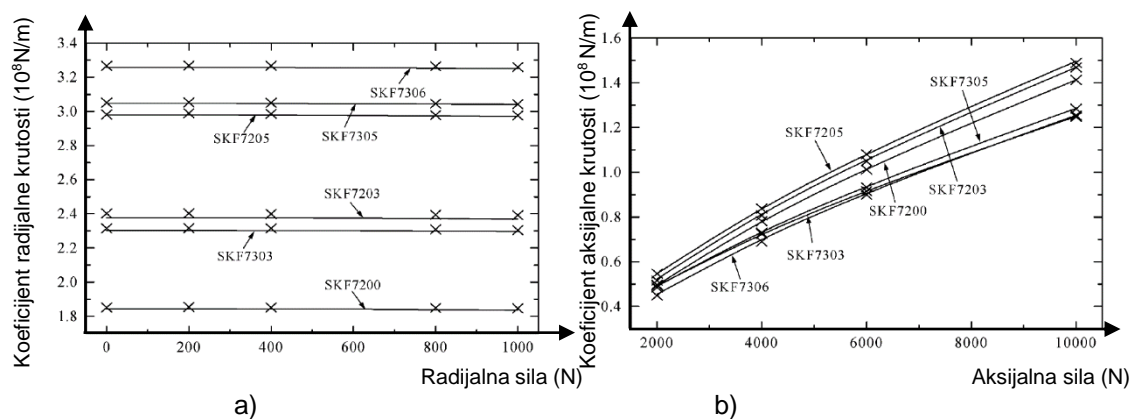 Koeficijent radijalne krutosti (10⁸N/m)
3.4
3.2
3.0
2.8
2.6
2.4
2.2
2.0
1.8
SKF7306
SKF7305
SKF7205
SKF7203
SKF7303
SKF7200
0 200 400 600 800 1000
Radijalna sila (N)
a)
Koeficijent aksijalne krutosti (10⁸ N/m)
1.6
1.4
1.2
1.0
0.8
0.6
0.4
SKF7305
SKF7205
SKF7203
SKF7200
SKF7303
SKF7306
2000 4000 6000 8000 10000
Aksijalna sila (N)
b)